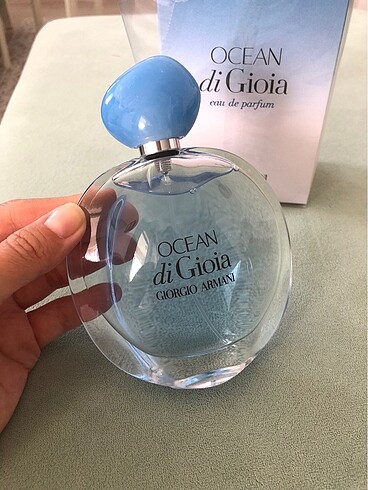 OCEAN
di Gioia
eau de parfum
OCEAN
di Gioia
GIORGIO ARMANI